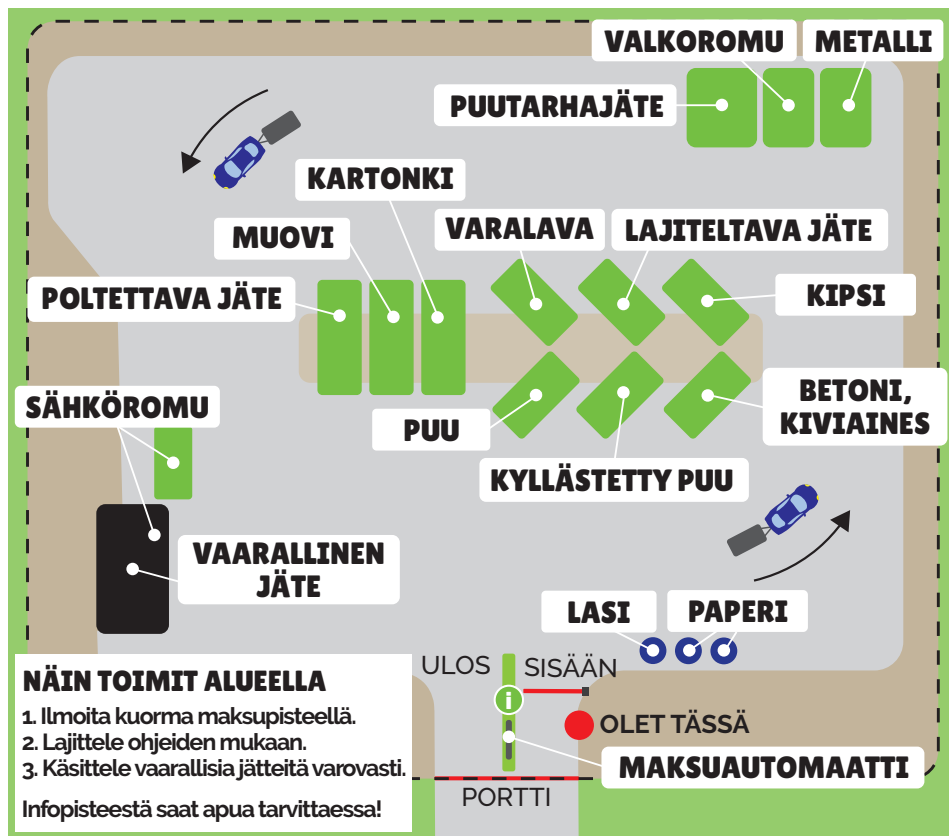 VALKOROMU
METALLI
PUUTARHAJÄTE
KARTONKI
MUOVI
VARALAVA
LAJITELTAVA JÄTE
POLTETTAVA JÄTE
KIPSI
SÄHKÖROMU
PUU
BETONI,
KIVIAINES
KYLLÄSTETTY PUU
VAARALLINEN
JÄTE
LASI
PAPERI
ULOS
SISÄÄN
i
OLET TÄSSÄ
MAKSUAUTOMAATTI
PORTTI
NÄIN TOIMIT ALUEELLA
1. Ilmoita kuorma maksupisteellä.
2. Lajittele ohjeiden mukaan.
3. Käsittele vaarallisia jätteitä varovasti.
Infopisteestä saat apua tarvittaessa!